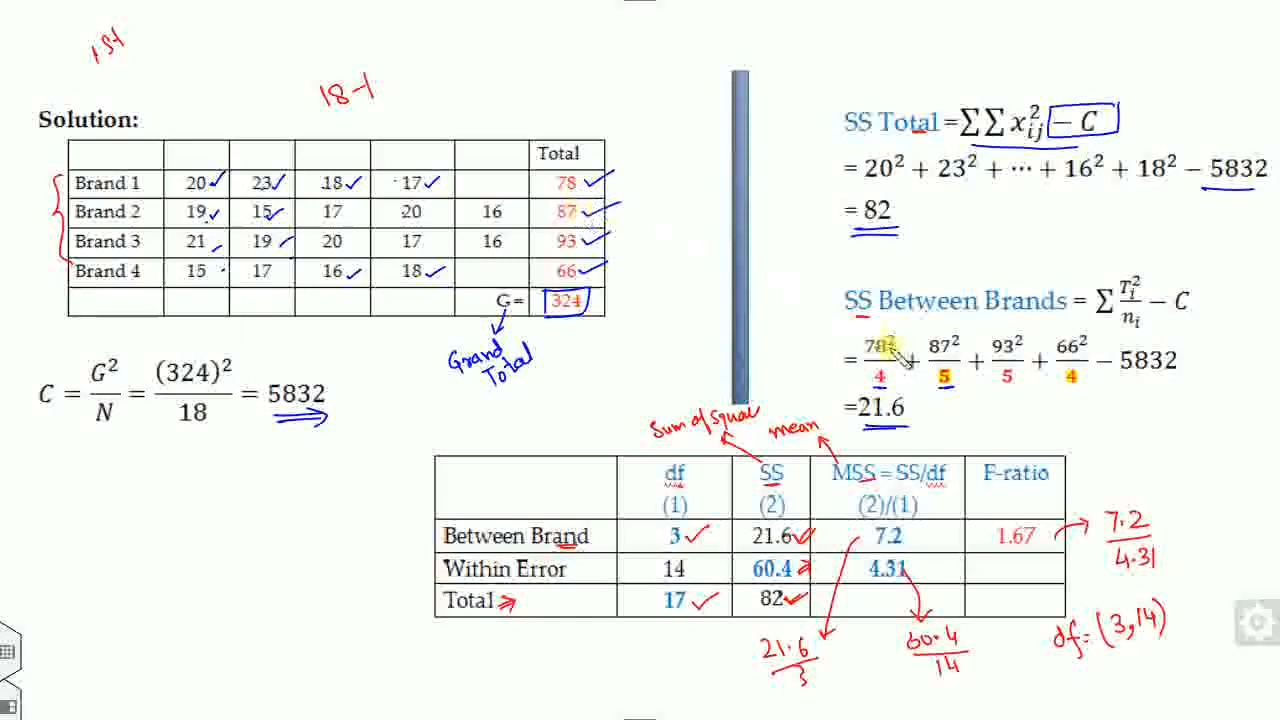 1st
18-1
Solution:
Total
Brand 1 20 23 18 17 78
Brand 2 19 15 17 20 16 87
Brand 3 21 19 20 17 16 93
Brand 4 15 17 16 18 66
G= 324
Grand
Total
C = G²/N = (324)²/18 = 5832
SS Total = ∑∑ x²ᵢⱼ − C
= 20² + 23² + ⋯ + 16² + 18² − 5832
= 82
SS Between Brands = ∑ Tᵢ²/nᵢ − C
= 78²/4 + 87²/5 + 93²/5 + 66²/4 − 5832
=21.6
Sum of Squar
mean
df SS MSS = SS/df F-ratio
(1) (2) (2)/(1)
Between Brand 3 21.6 7.2 1.67
Within Error 14 60.4 4.31
Total 17 82
7.2/4.31
21.6/3
60.4/14
df = (3,14)